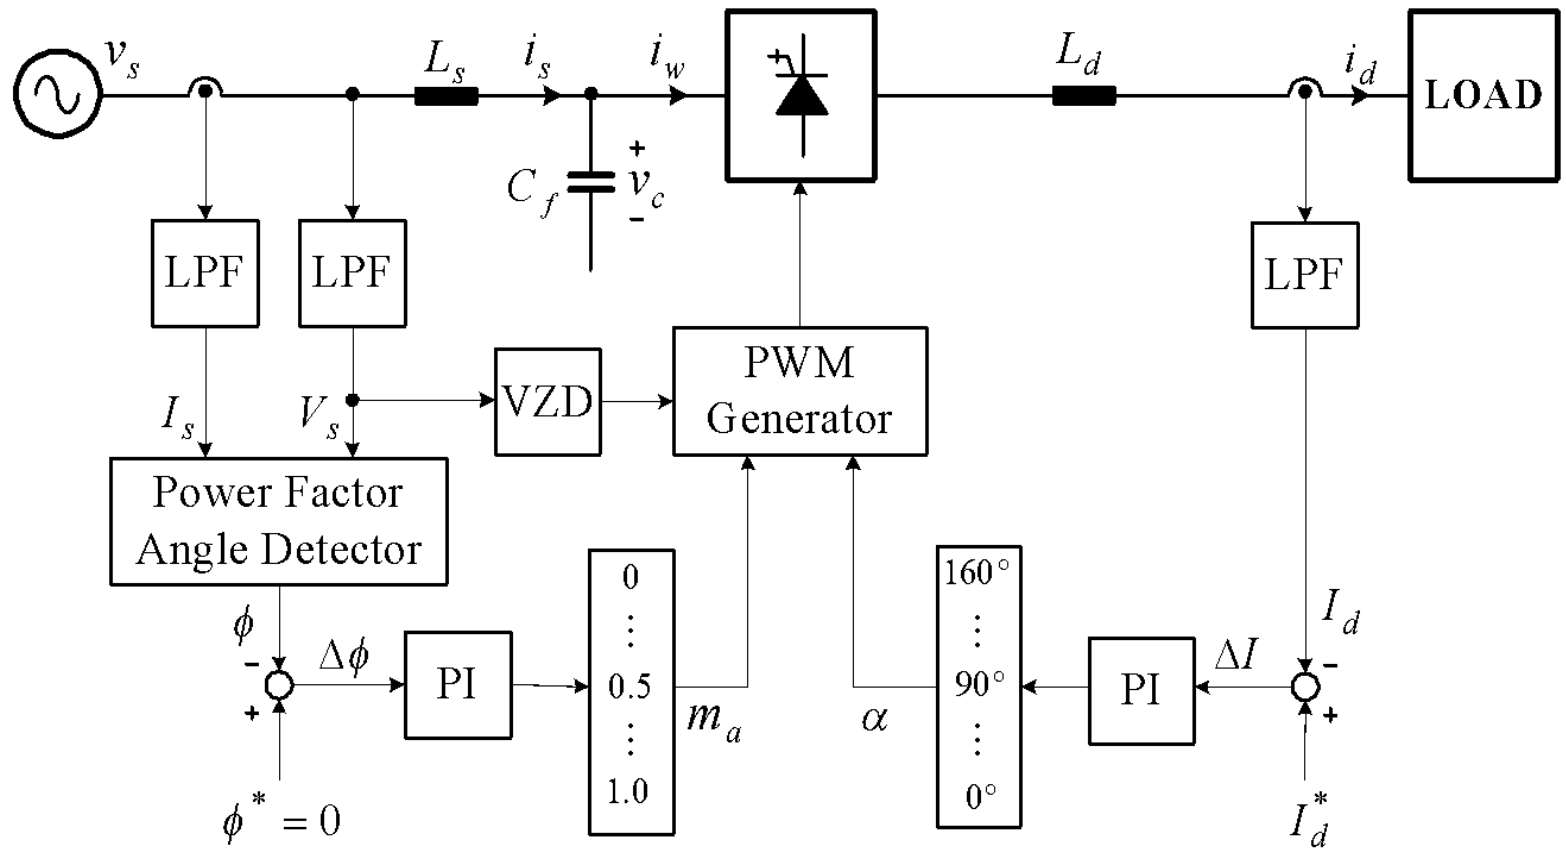 v_s
L_s
i_s
i_w
L_d
i_d
LOAD
C_f
+
v_c
-
LPF
LPF
LPF
PWM
Generator
VZD
I_s
V_s
Power Factor
Angle Detector
ϕ
-
+
Δϕ
PI
ϕ* = 0
0
⋮
0.5
⋮
1.0
m_a
α
160°
⋮
90°
⋮
0°
PI
ΔI
I_d
-
+
I_d*